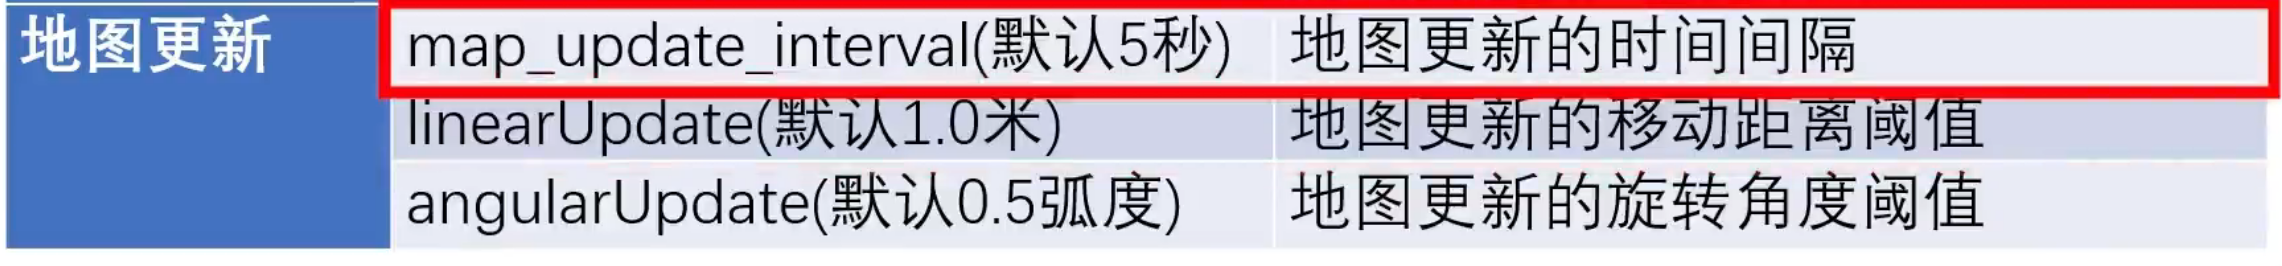 地图更新 map_update_interval(默认5秒) 地图更新的时间间隔
linearUpdate(默认1.0米) 地图更新的移动距离阈值
angularUpdate(默认0.5弧度) 地图更新的旋转角度阈值